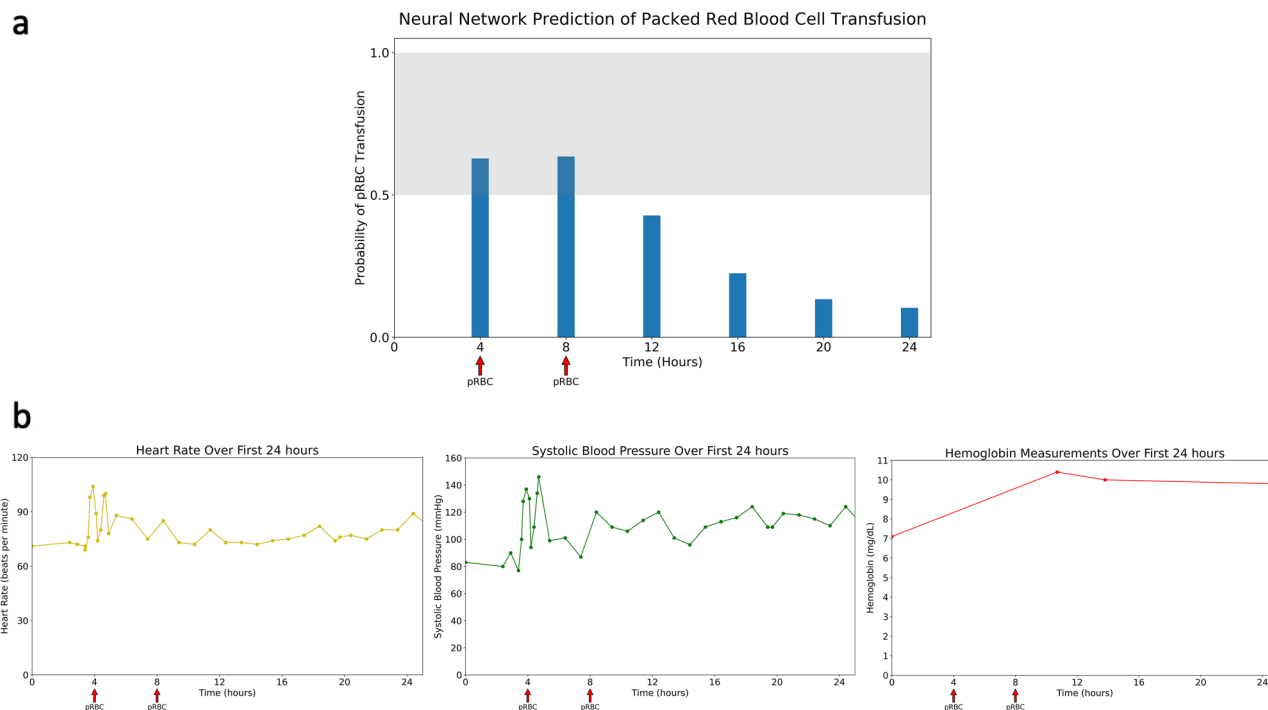 a
Neural Network Prediction of Packed Red Blood Cell Transfusion
Probability of pRBC Transfusion
1.0
0.5
0.0
0 4 8 12 16 20 24
Time (Hours)
pRBC pRBC
b
Heart Rate Over First 24 hours
Heart Rate (beats per minute)
120
90
60
30
0
0 4 8 12 16 20 24
Time (hours)
pRBC pRBC
Systolic Blood Pressure Over First 24 hours
Systolic Blood Pressure (mmHg)
160
140
120
100
80
60
40
20
0
0 4 8 12 16 20 24
Time (hours)
pRBC pRBC
Hemoglobin Measurements Over First 24 hours
Hemoglobin (mg/dL)
11
10
9
8
7
6
5
4
3
2
1
0
0 4 8 12 16 20 24
Time (hours)
pRBC pRBC